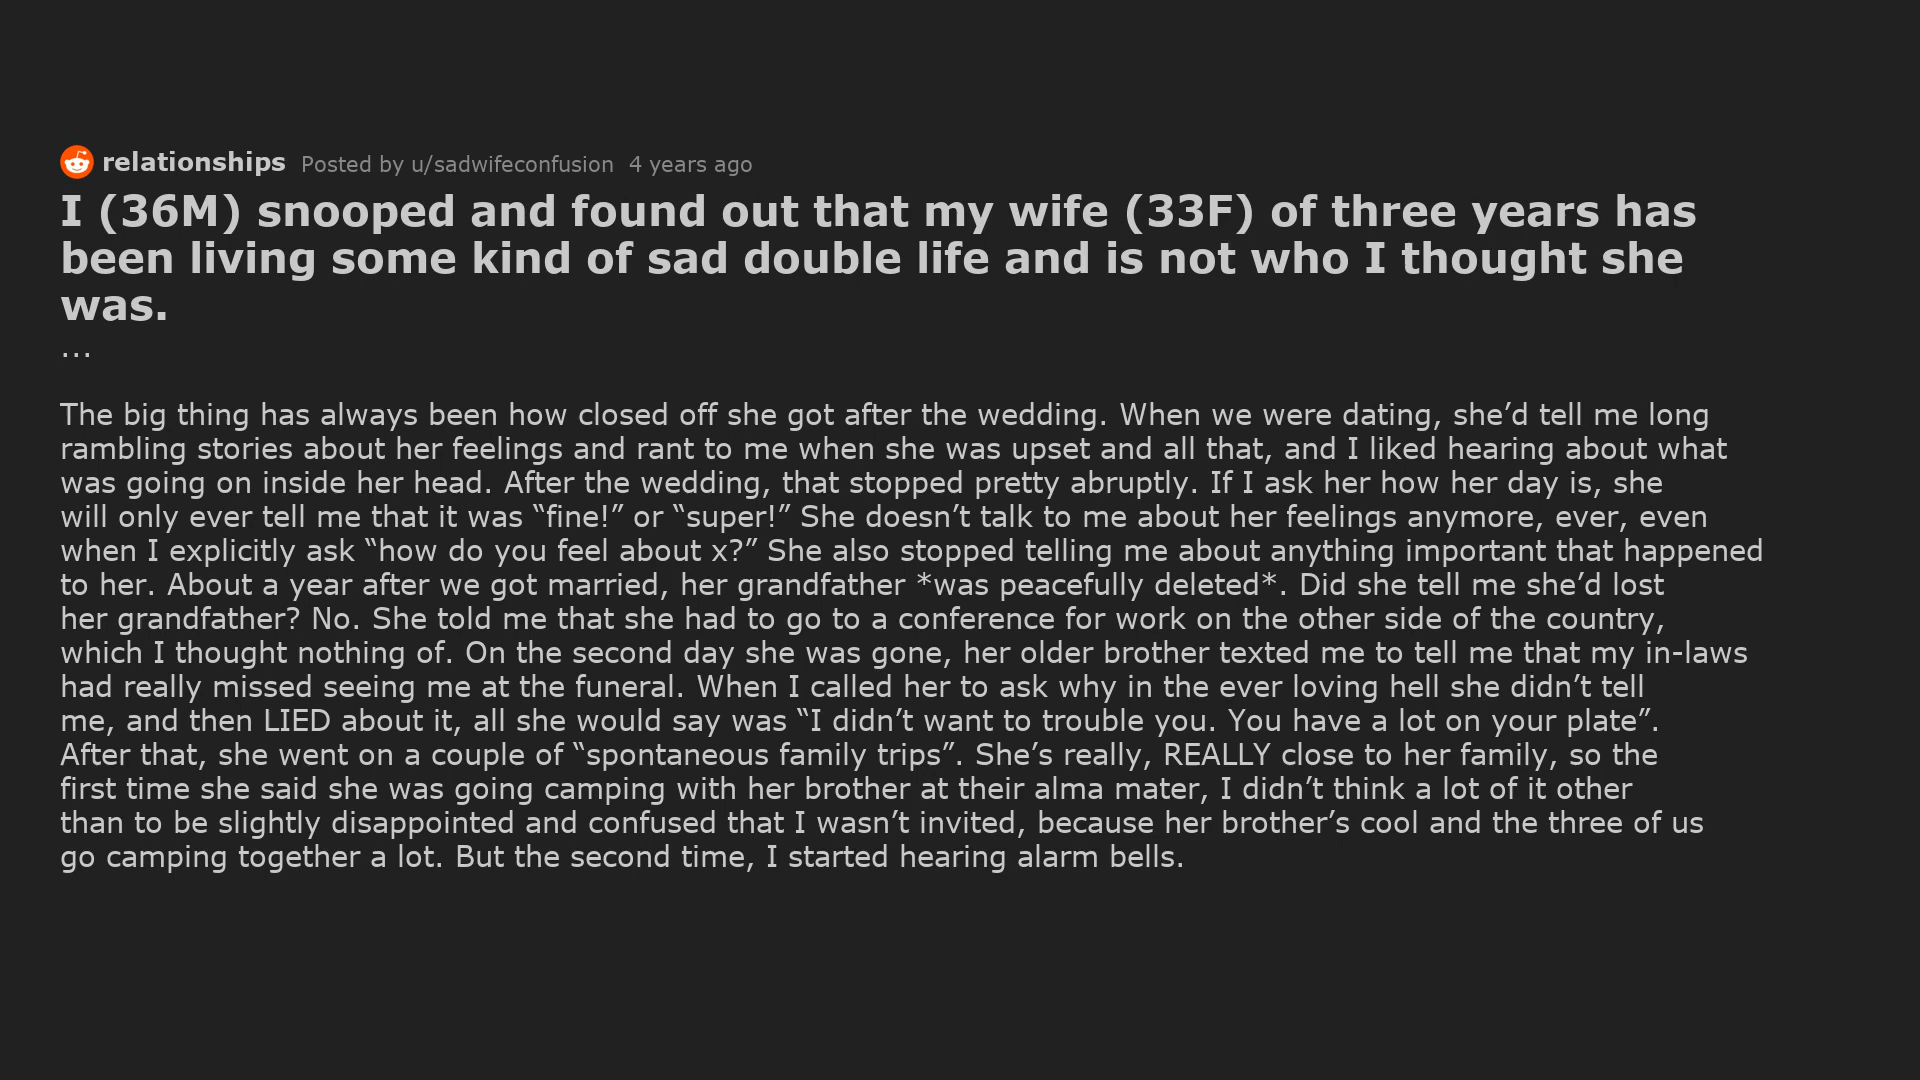 relationships Posted by u/sadwifeconfusion 4 years ago
I (36M) snooped and found out that my wife (33F) of three years has
been living some kind of sad double life and is not who I thought she
was.
...
The big thing has always been how closed off she got after the wedding. When we were dating, she’d tell me long
rambling stories about her feelings and rant to me when she was upset and all that, and I liked hearing about what
was going on inside her head. After the wedding, that stopped pretty abruptly. If I ask her how her day is, she
will only ever tell me that it was “fine!” or “super!” She doesn’t talk to me about her feelings anymore, ever, even
when I explicitly ask “how do you feel about x?” She also stopped telling me about anything important that happened
to her. About a year after we got married, her grandfather *was peacefully deleted*. Did she tell me she’d lost
her grandfather? No. She told me that she had to go to a conference for work on the other side of the country,
which I thought nothing of. On the second day she was gone, her older brother texted me to tell me that my in-laws
had really missed seeing me at the funeral. When I called her to ask why in the ever loving hell she didn’t tell
me, and then LIED about it, all she would say was “I didn’t want to trouble you. You have a lot on your plate”.
After that, she went on a couple of “spontaneous family trips”. She’s really, REALLY close to her family, so the
first time she said she was going camping with her brother at their alma mater, I didn’t think a lot of it other
than to be slightly disappointed and confused that I wasn’t invited, because her brother’s cool and the three of us
go camping together a lot. But the second time, I started hearing alarm bells.